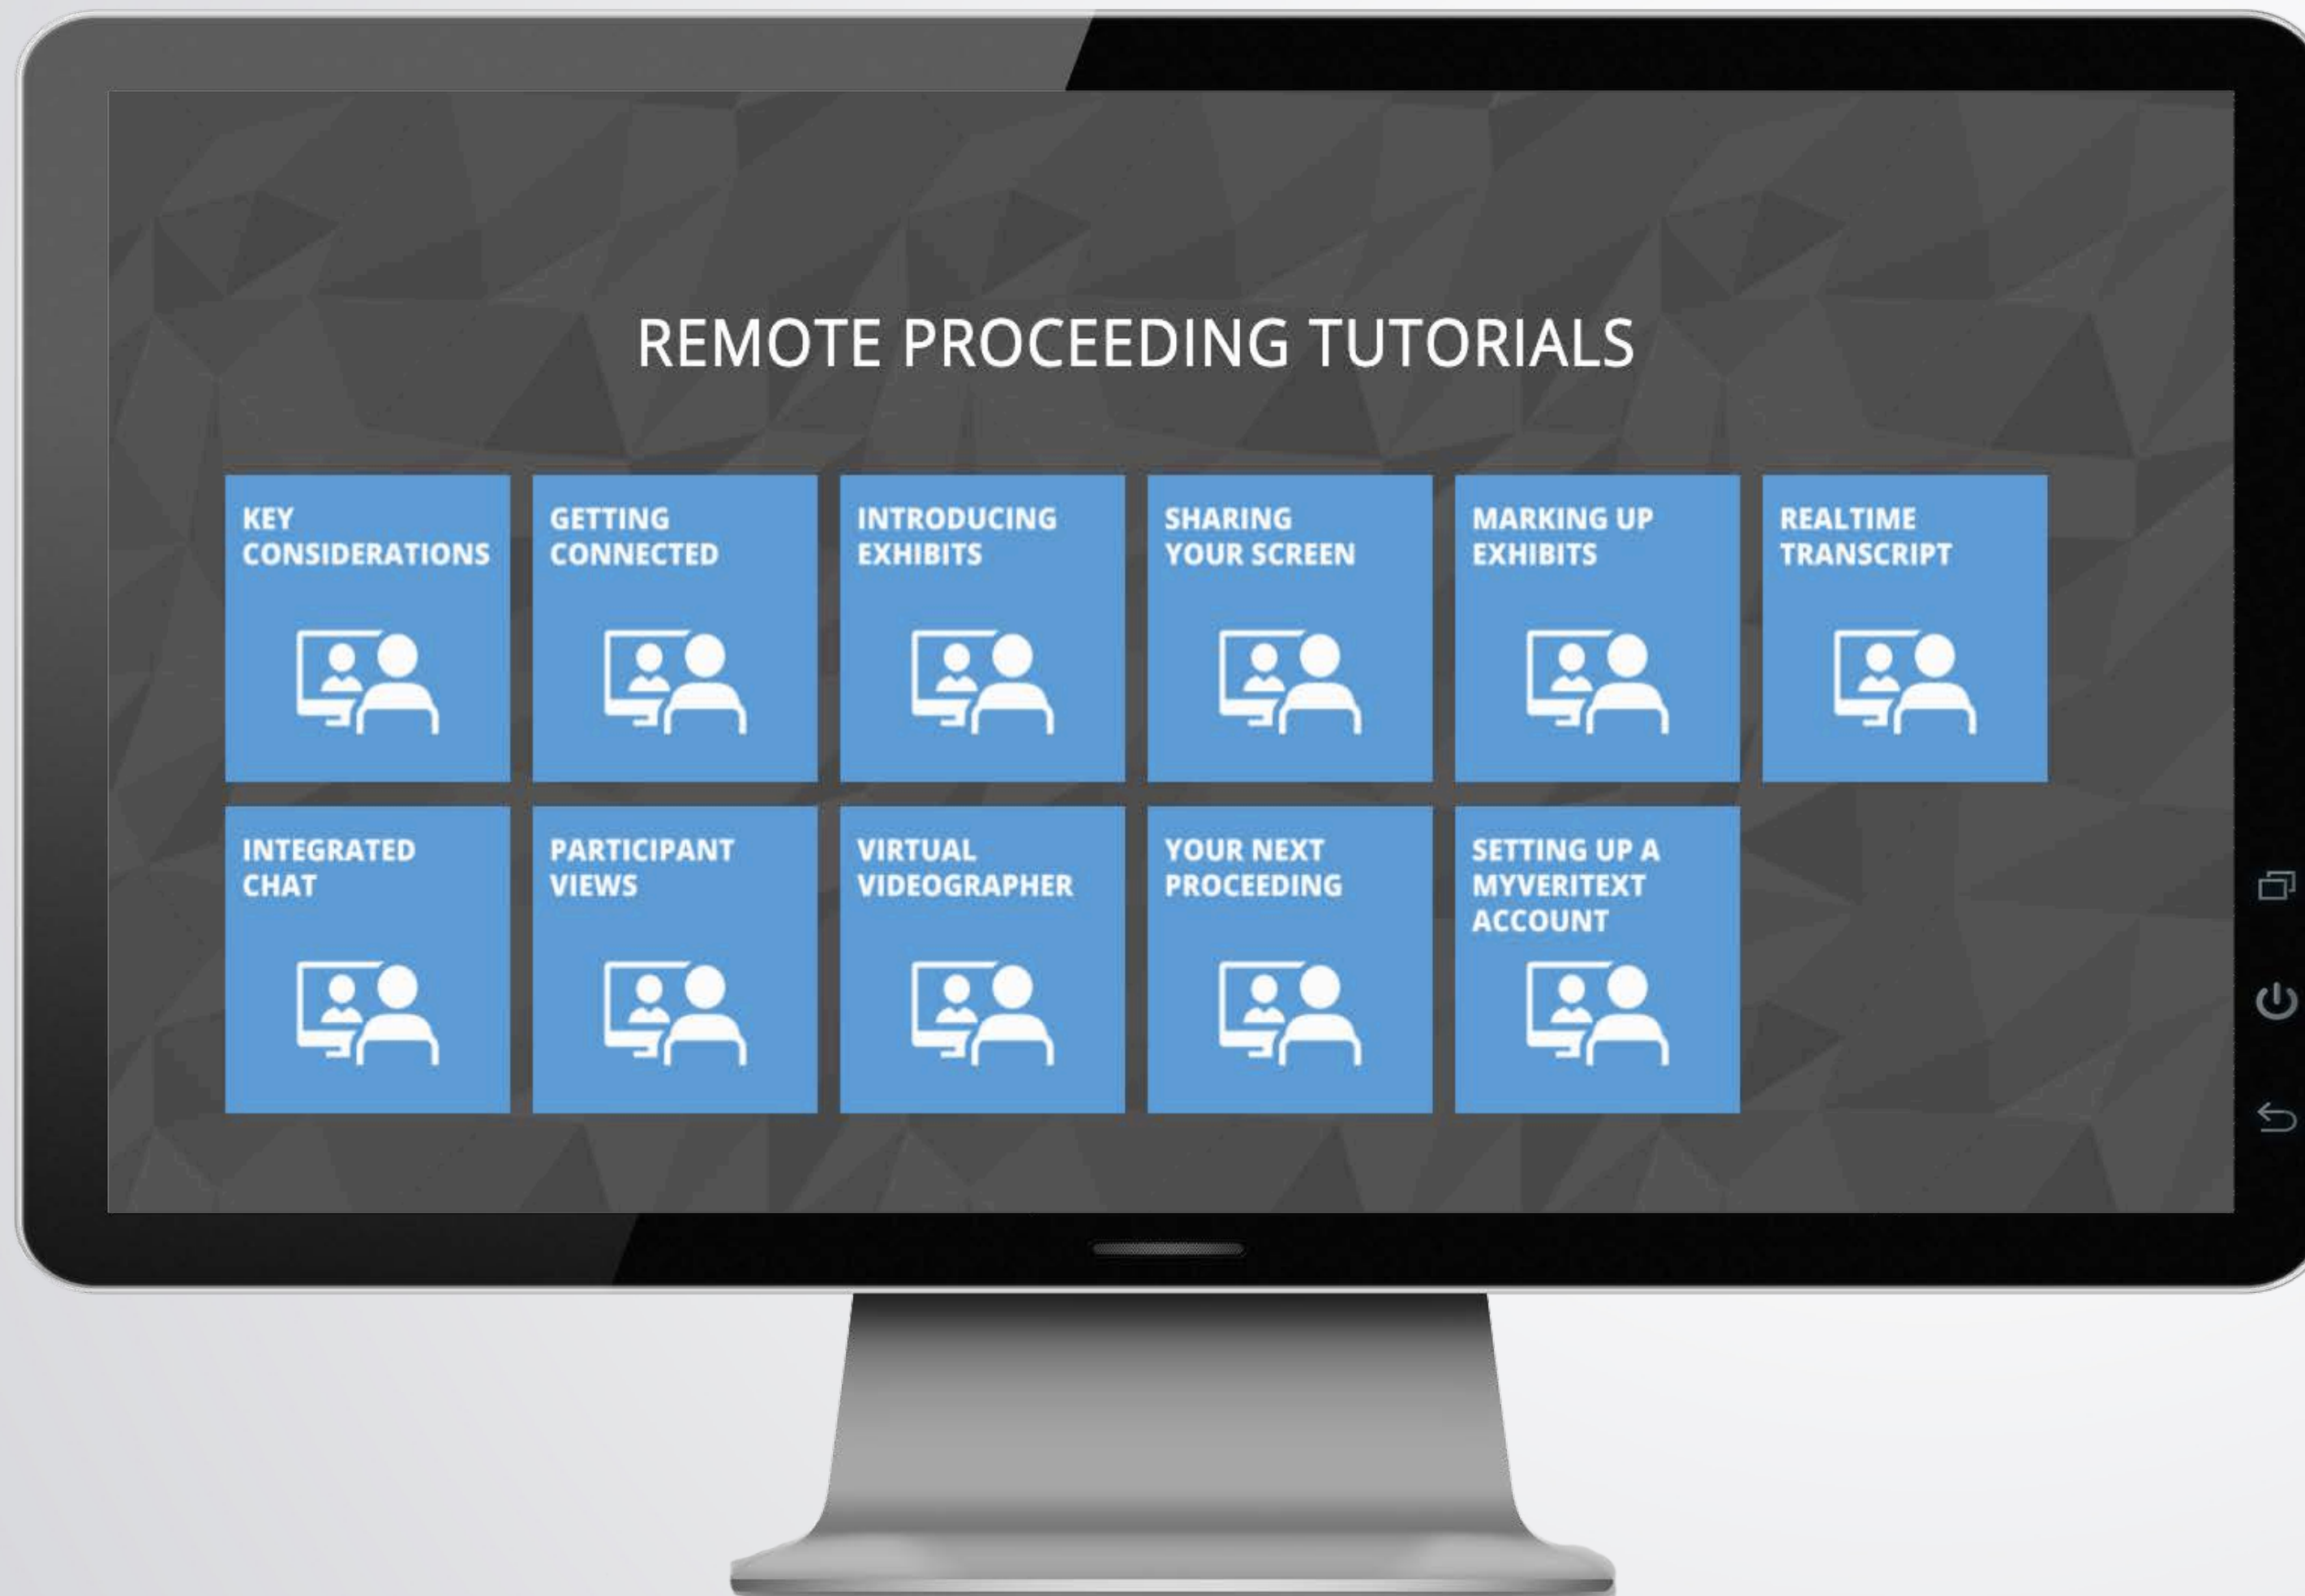 REMOTE PROCEEDING TUTORIALS
KEY
CONSIDERATIONS
GETTING
CONNECTED
INTRODUCING
EXHIBITS
SHARING
YOUR SCREEN
MARKING UP
EXHIBITS
REALTIME
TRANSCRIPT
INTEGRATED
CHAT
PARTICIPANT
VIEWS
VIRTUAL
VIDEOGRAPHER
YOUR NEXT
PROCEEDING
SETTING UP A
MYVERITEXT
ACCOUNT